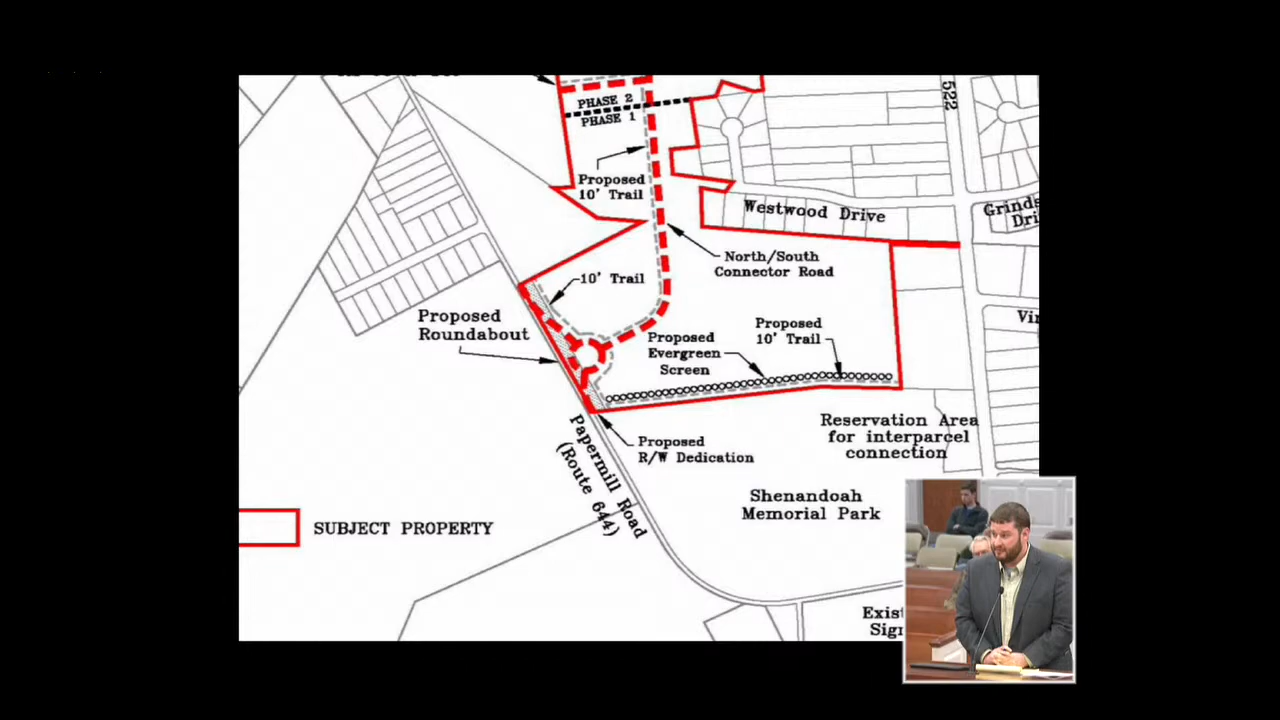 522
PHASE 2
PHASE 1
Proposed
10' Trail
Westwood Drive
North/South
Connector Road
10' Trail
Proposed
Roundabout
Proposed
Evergreen
Screen
Proposed
10' Trail
Reservation Area
for interparcel
connection
Proposed
R/W Dedication
Papermill Road
(Route 644)
Shenandoah
Memorial Park
SUBJECT PROPERTY